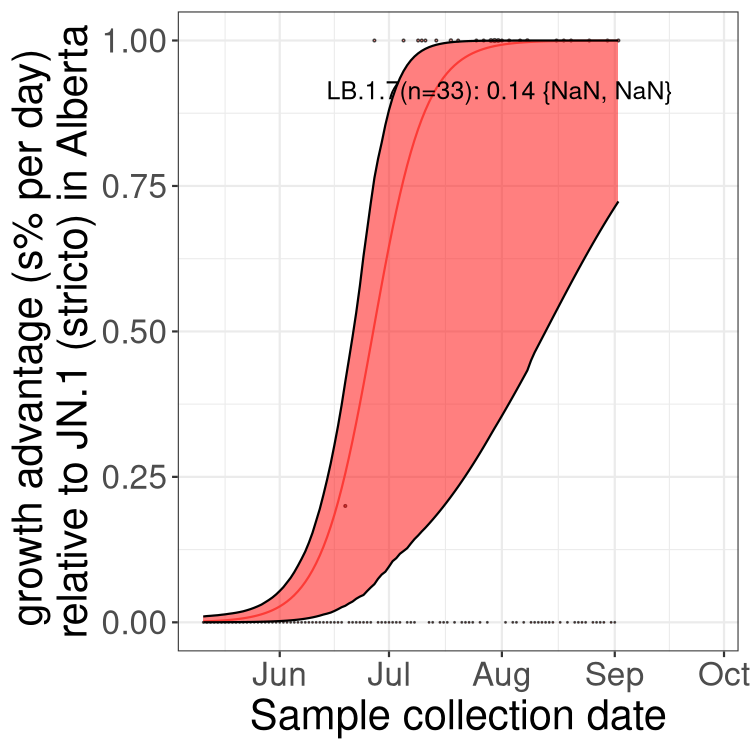 growth advantage (s% per day)
relative to JN.1 (stricto) in Alberta
1.00
0.75
0.50
0.25
0.00
LB.1.7(n=33): 0.14 {NaN, NaN}
Jun Jul Aug Sep Oct
Sample collection date